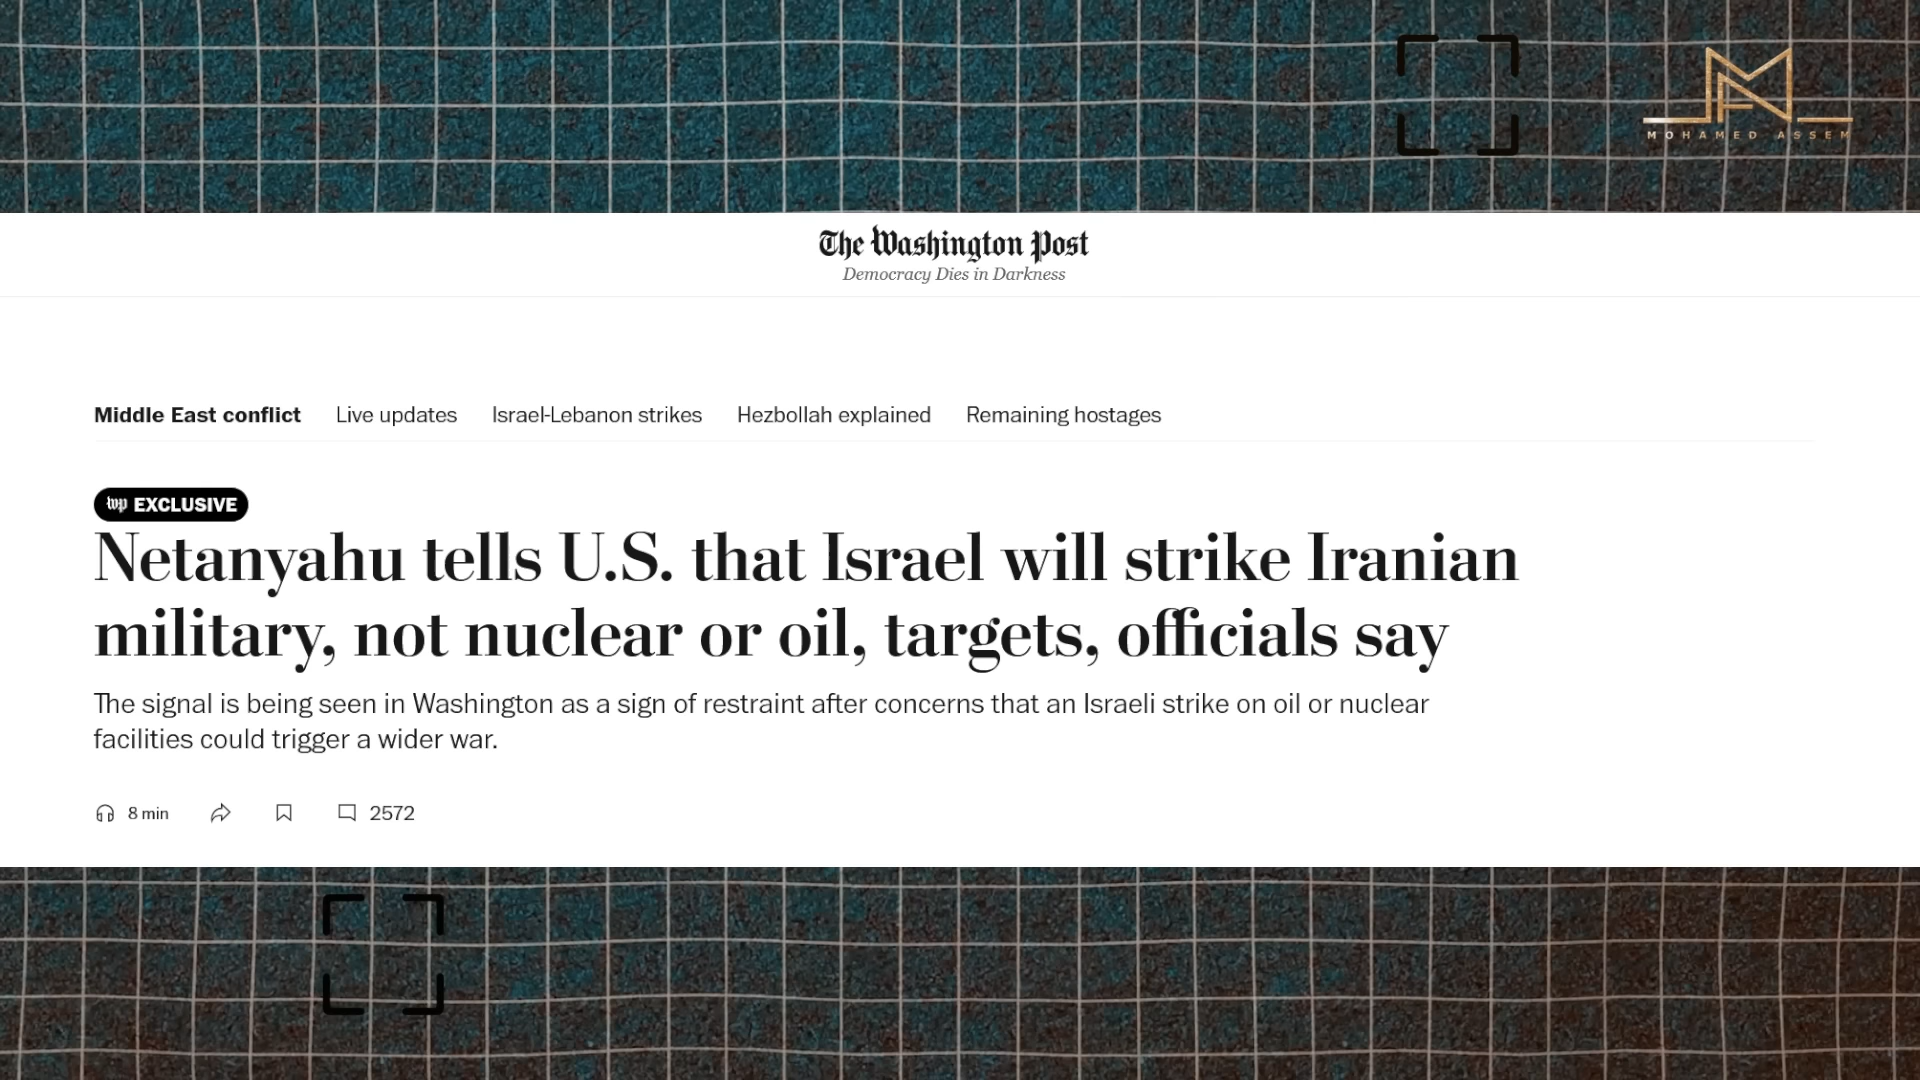 MOHAMED ASSEM
The Washington Post
Democracy Dies in Darkness
Middle East conflict Live updates Israel-Lebanon strikes Hezbollah explained Remaining hostages
wp EXCLUSIVE
Netanyahu tells U.S. that Israel will strike Iranian
military, not nuclear or oil, targets, officials say
The signal is being seen in Washington as a sign of restraint after concerns that an Israeli strike on oil or nuclear
facilities could trigger a wider war.
8 min 2572